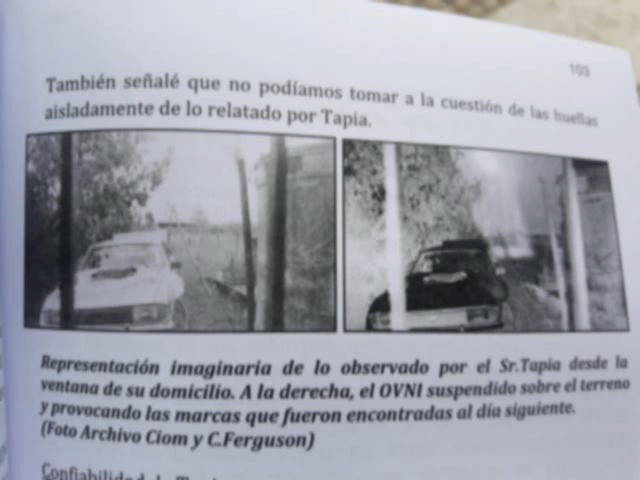 103
También señalé que no podíamos tomar a la cuestión de las huellas
aisladamente de lo relatado por Tapia.
Representación imaginaria de lo observado por el Sr.Tapia desde la
ventana de su domicilio. A la derecha, el OVNI suspendido sobre el terreno
y provocando las marcas que fueron encontradas al día siguiente.
(Foto Archivo Ciom y C.Ferguson)